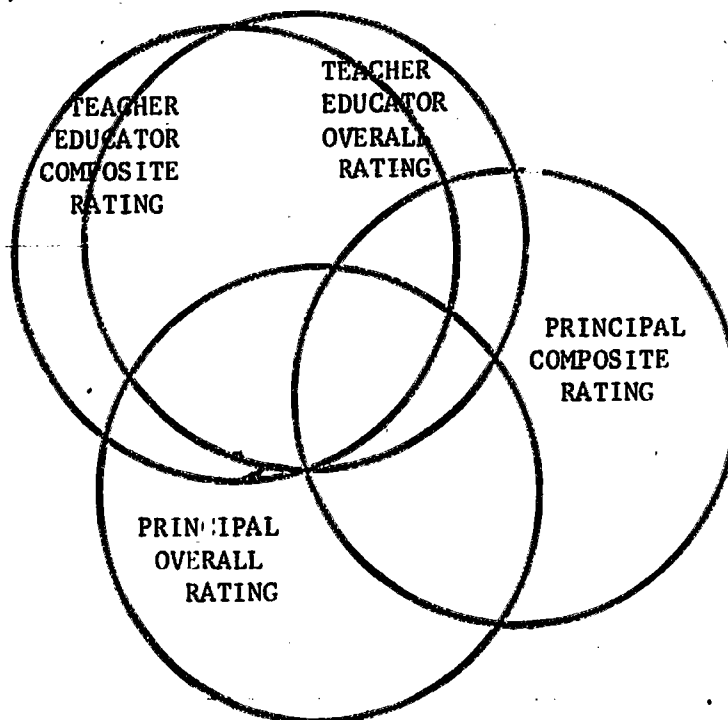 TEACHER
EDUCATOR
COMPOSITE
RATING
TEACHER
EDUCATOR
OVERALL
RATING
PRINCIPAL
COMPOSITE
RATING
PRINCIPAL
OVERALL
RATING